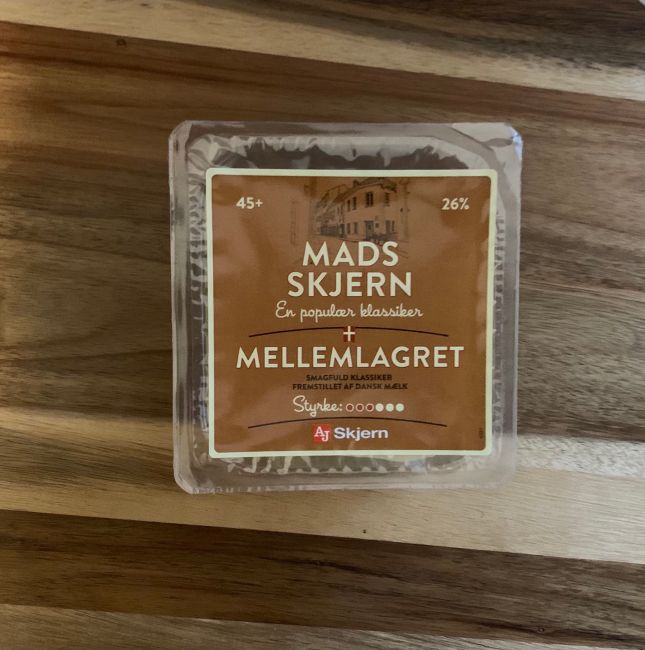 45+ 26%
MADS
SKJERN
En populær klassiker
MELLEMLAGRET
SMAGFULD KLASSIKER
FREMSTILLET AF DANSK MÆLK
Styrke:
AJ Skjern